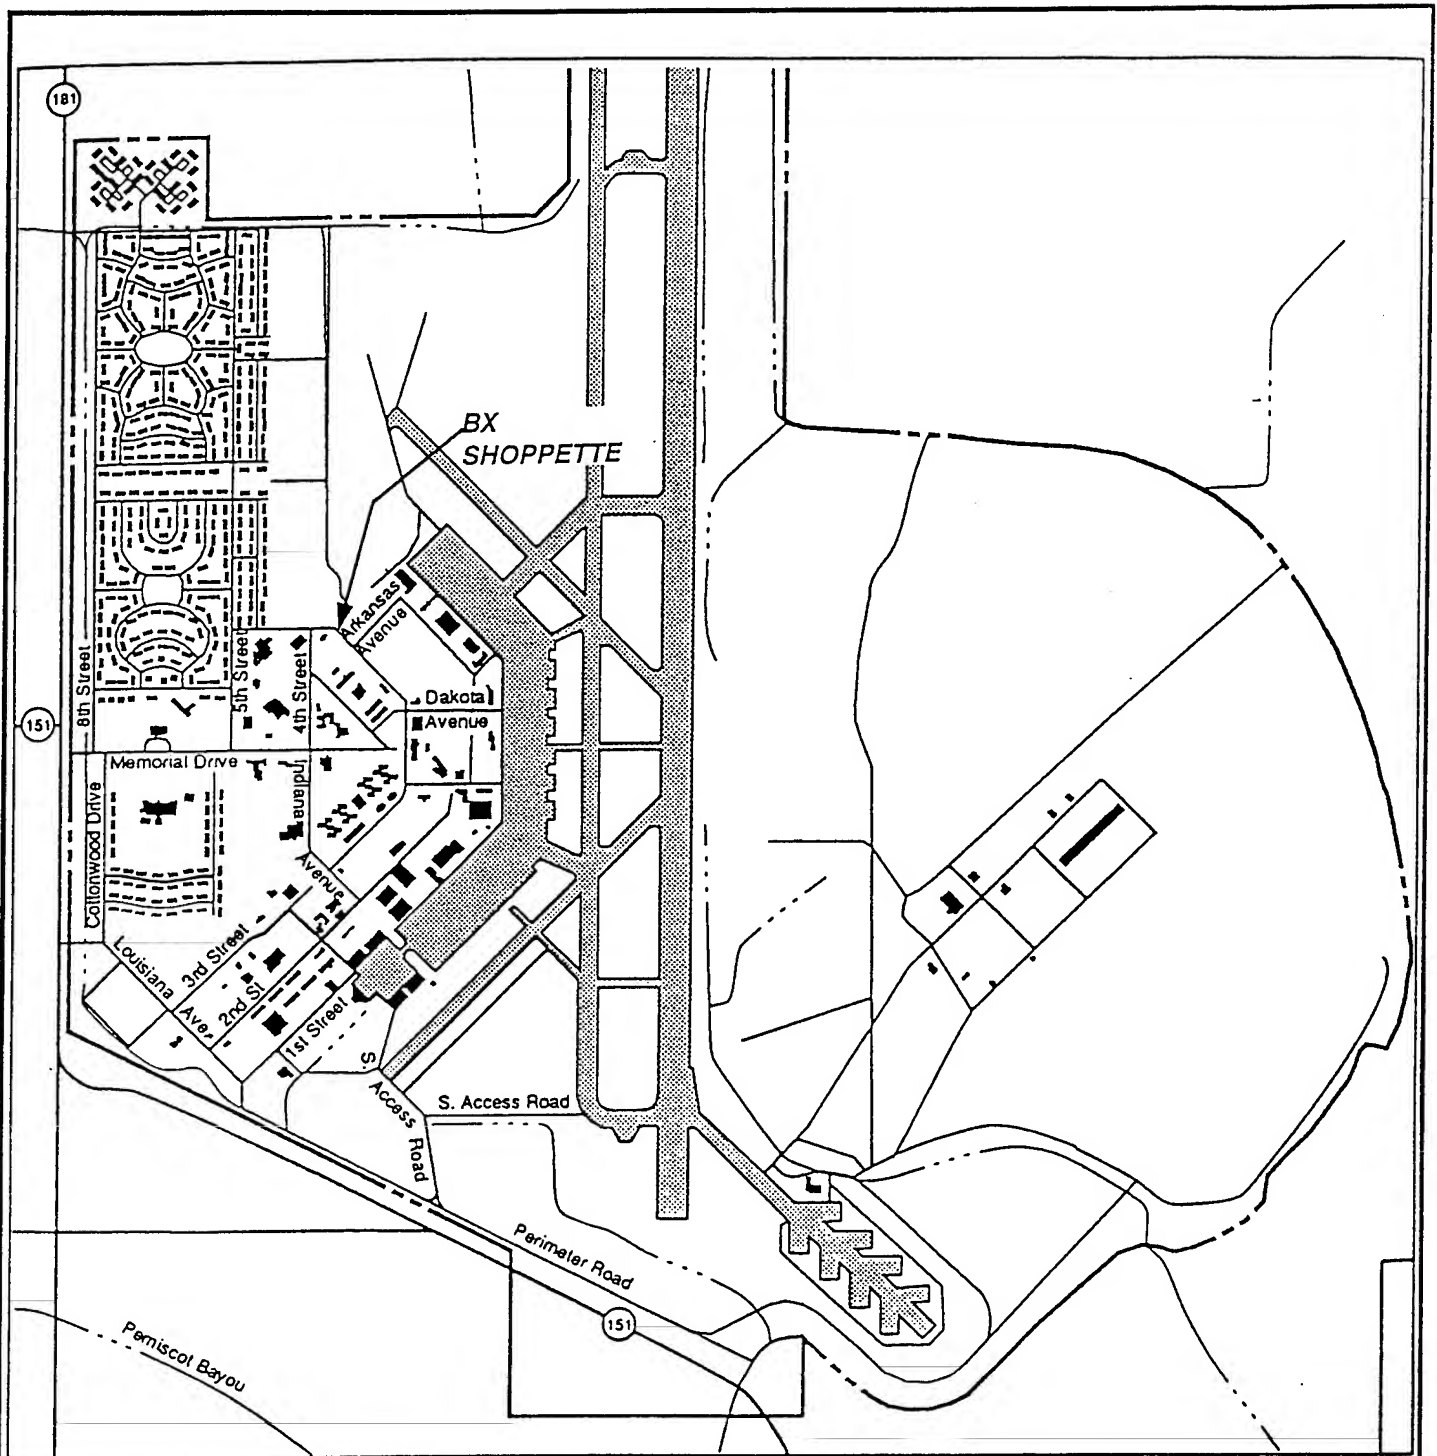 181
BX
SHOPPETTE
Arkansas
Avenue
8th Street
5th Street
4th Street
Dakota
Avenue
151
Memorial Drive
Indiana
Avenue
Cottonwood Drive
Louisiana
Ave.
3rd Street
2nd St
1st Street
S.
Access
Road
S. Access Road
Perimeter Road
151
Pemiscot Bayou